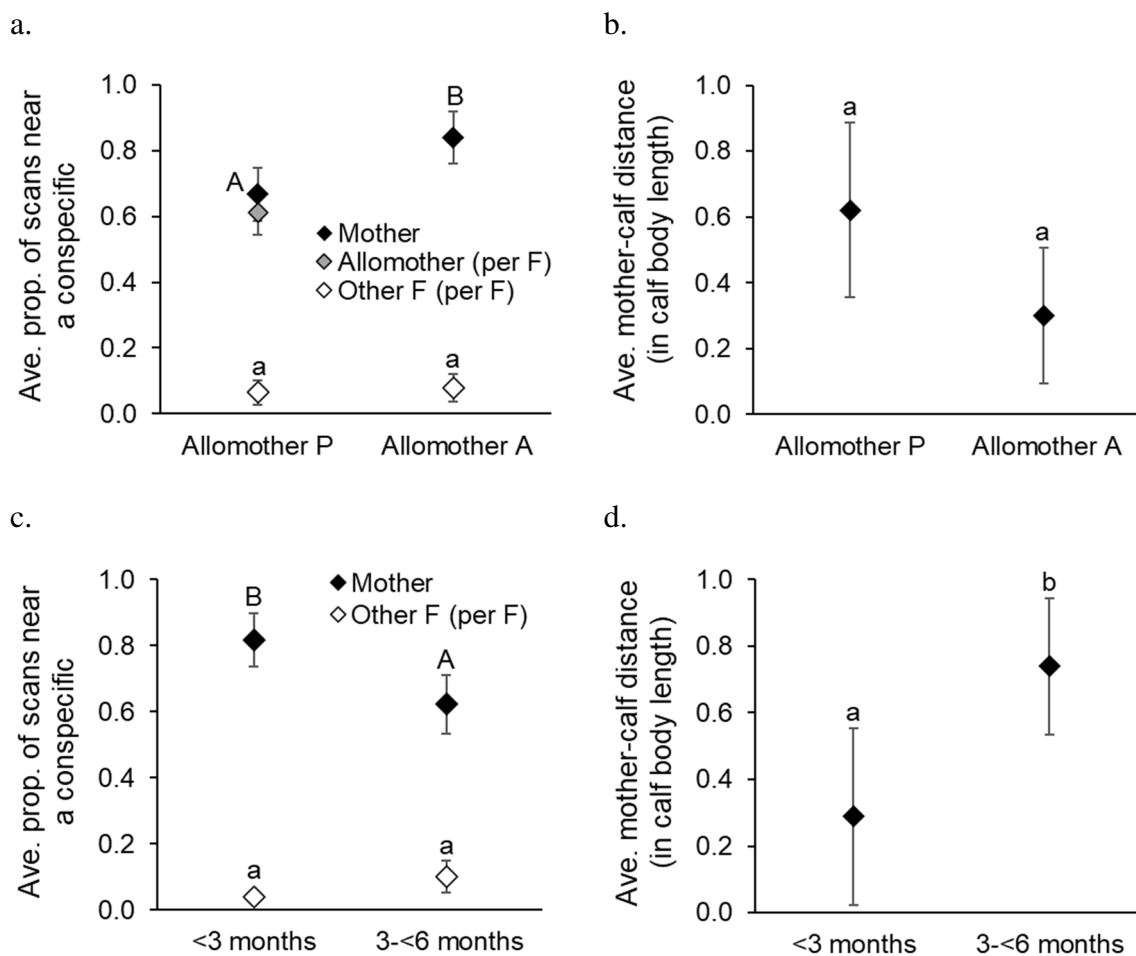 a.
Ave. prop. of scans near
a conspecific
1.0
0.8
0.6
0.4
0.2
0.0
A
B
a
a
Mother
Allomother (per F)
Other F (per F)
Allomother P
Allomother A
b.
Ave. mother-calf distance
(in calf body length)
1.0
0.8
0.6
0.4
0.2
0.0
a
a
Allomother P
Allomother A
c.
Ave. prop. of scans near
a conspecific
1.0
0.8
0.6
0.4
0.2
0.0
B
A
a
a
Mother
Other F (per F)
<3 months
3-<6 months
d.
Ave. mother-calf distance
(in calf body length)
1.0
0.8
0.6
0.4
0.2
0.0
a
b
<3 months
3-<6 months